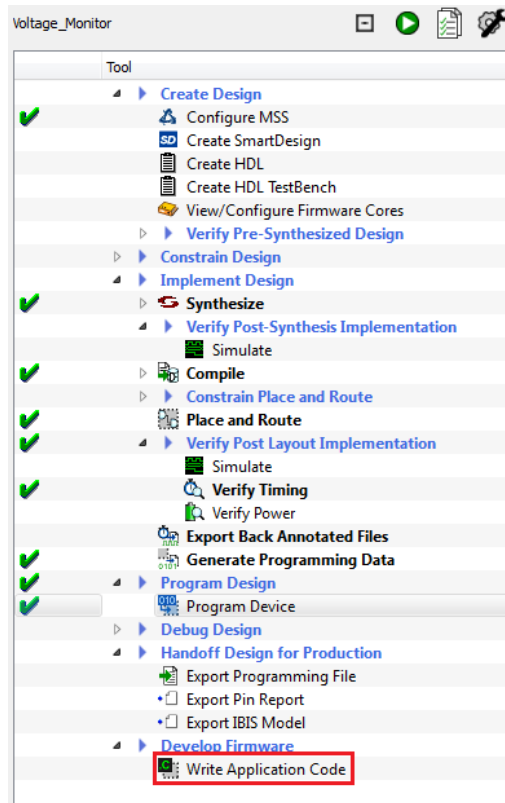 Voltage_Monitor
Tool
Create Design
Configure MSS
SD Create SmartDesign
Create HDL
Create HDL TestBench
View/Configure Firmware Cores
Verify Pre-Synthesized Design
Constrain Design
Implement Design
Synthesize
Verify Post-Synthesis Implementation
Simulate
Compile
Constrain Place and Route
Place and Route
Verify Post Layout Implementation
Simulate
Verify Timing
Verify Power
Export Back Annotated Files
Generate Programming Data
Program Design
Program Device
Debug Design
Handoff Design for Production
Export Programming File
Export Pin Report
Export IBIS Model
Develop Firmware
C Write Application Code